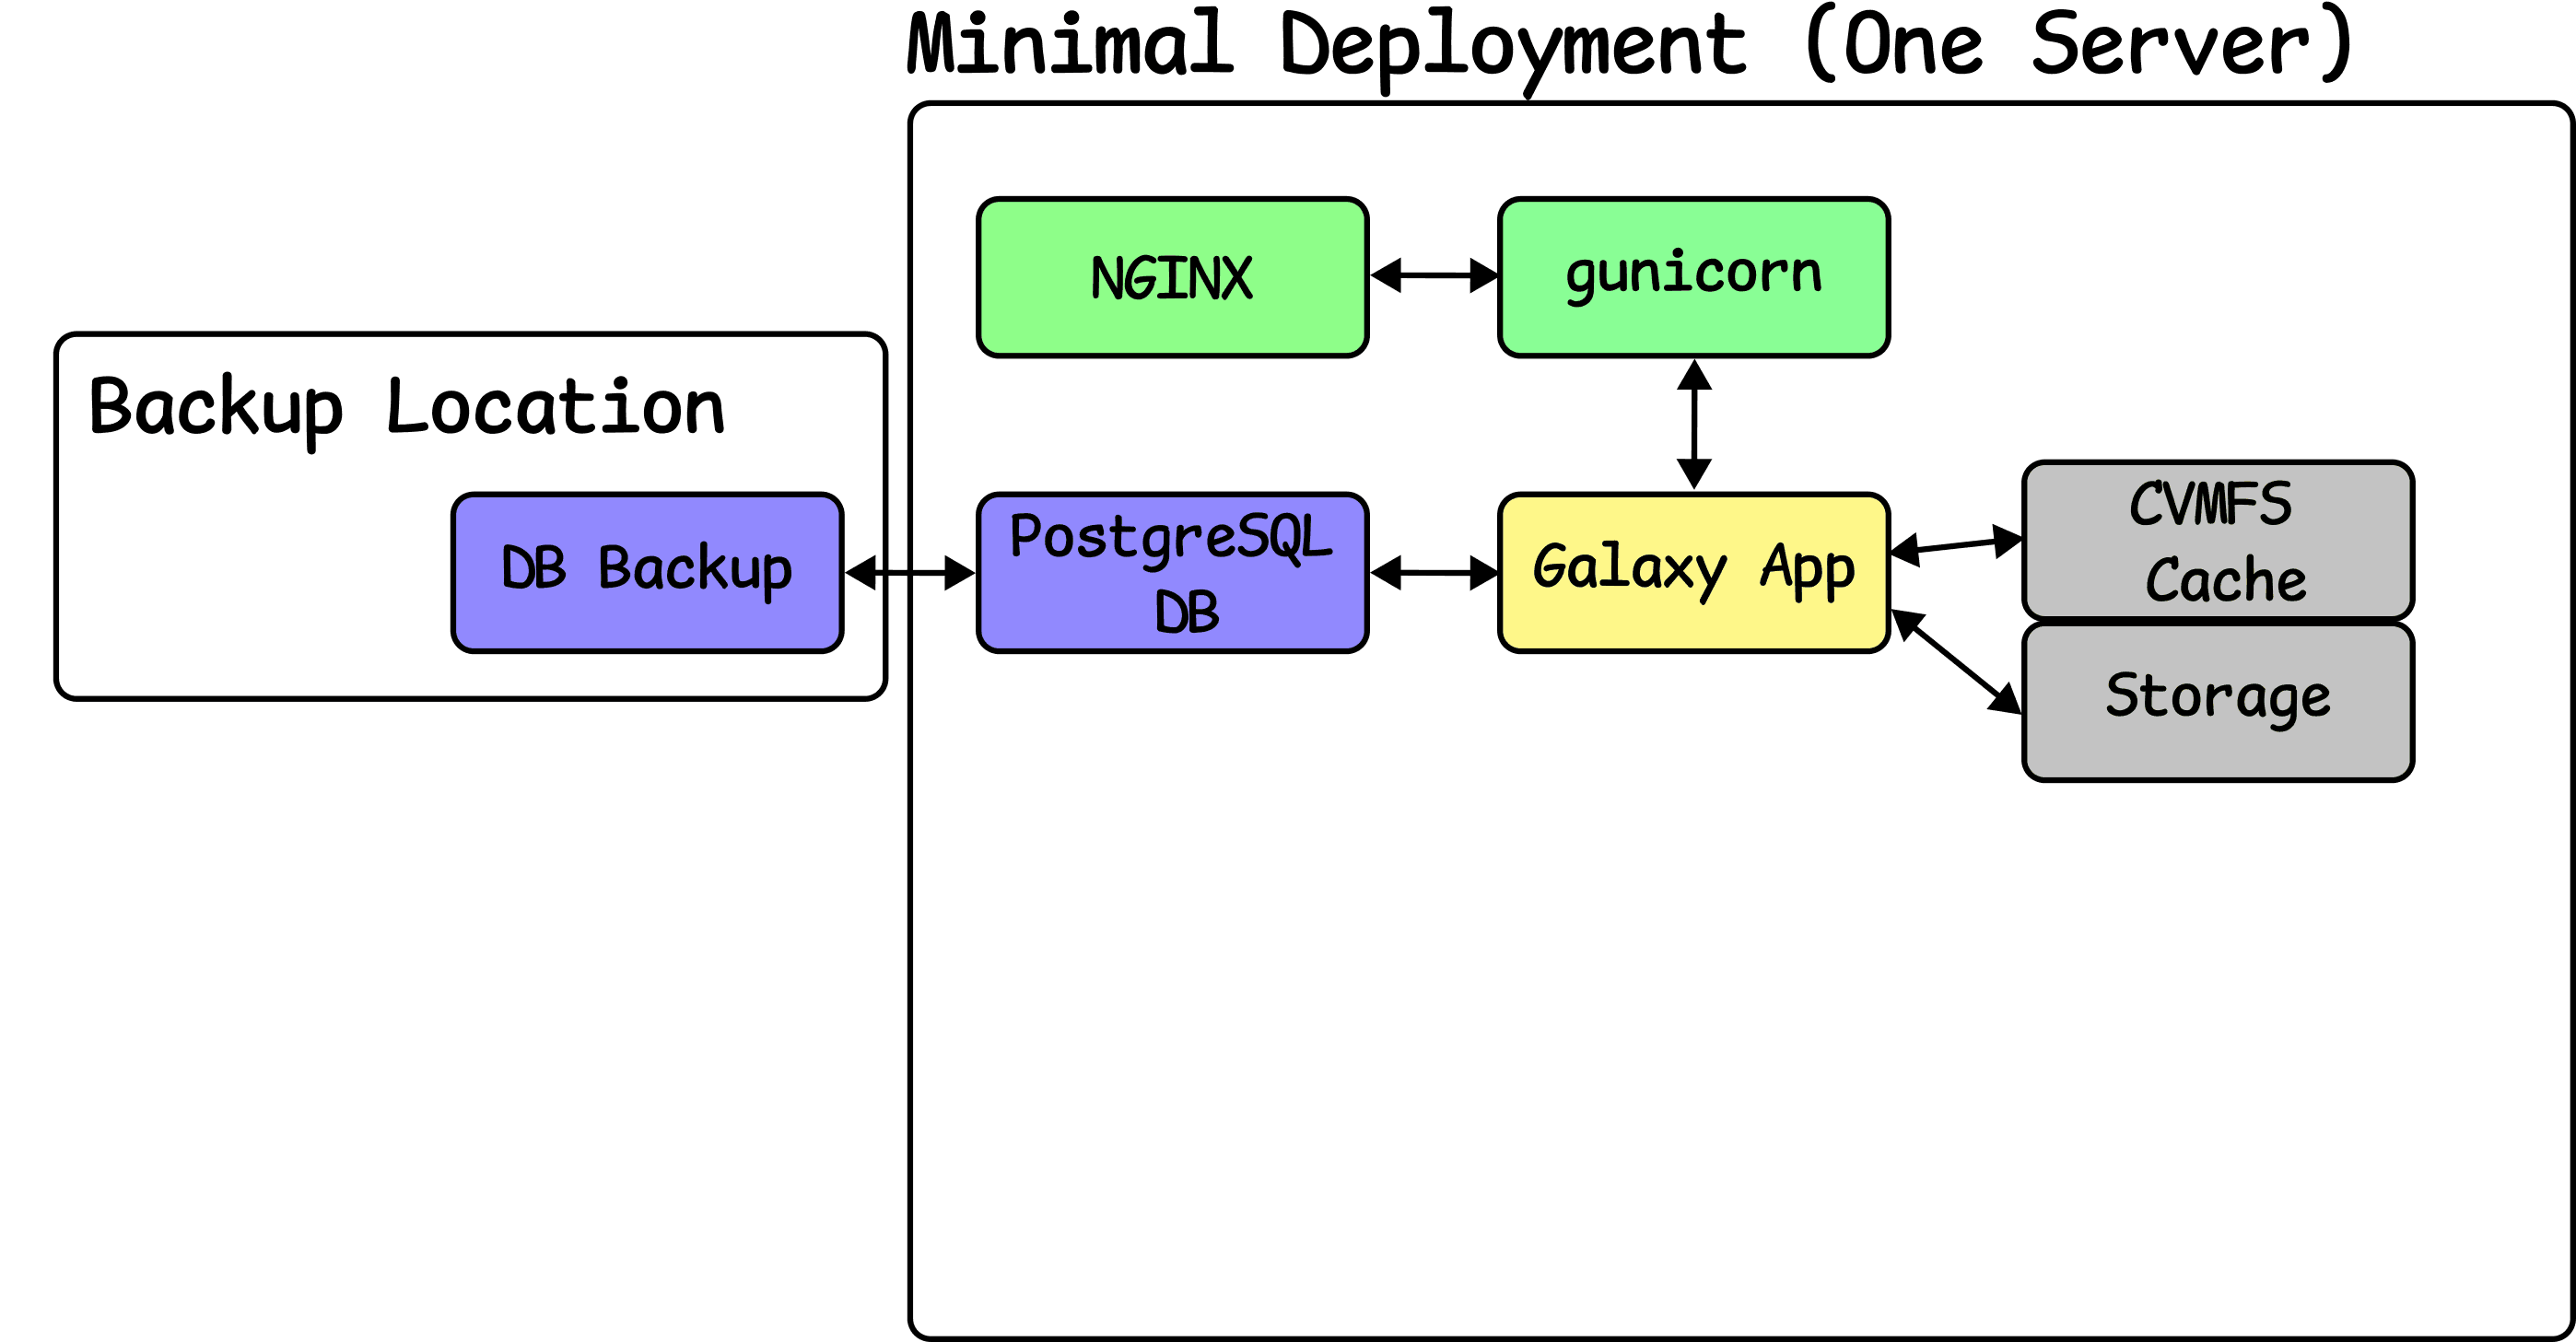 Minimal Deployment (One Server)
NGINX
gunicorn
Backup Location
DB Backup
PostgreSQL
DB
Galaxy App
CVMFS
Cache
Storage